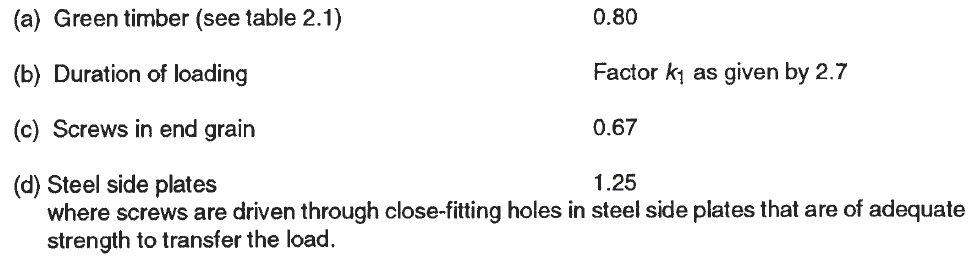 (a) Green timber (see table 2.1) 0.80
(b) Duration of loading Factor k1 as given by 2.7
(c) Screws in end grain 0.67
(d) Steel side plates 1.25
where screws are driven through close-fitting holes in steel side plates that are of adequate
strength to transfer the load.